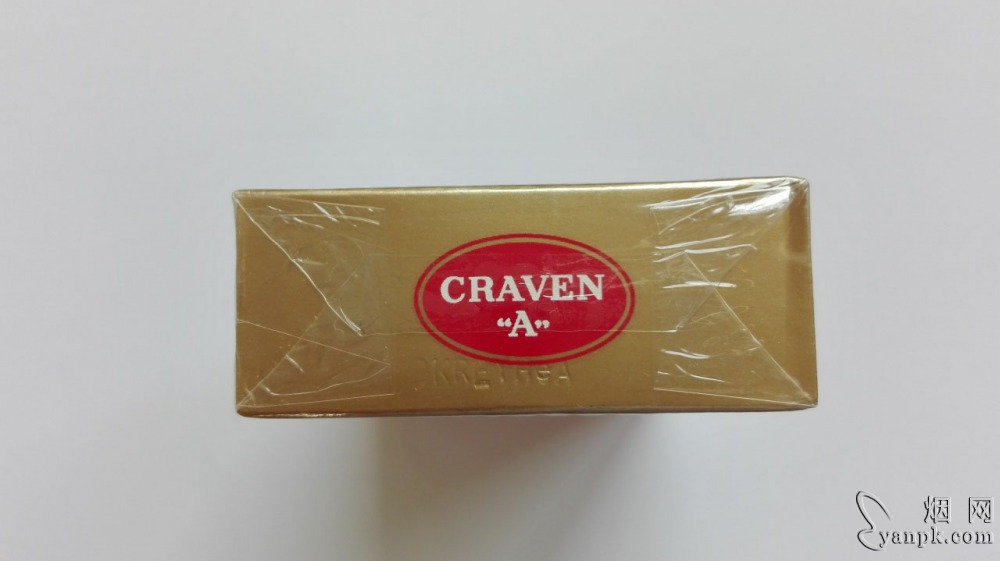 CRAVEN
“A”
烟网
yanpk.com